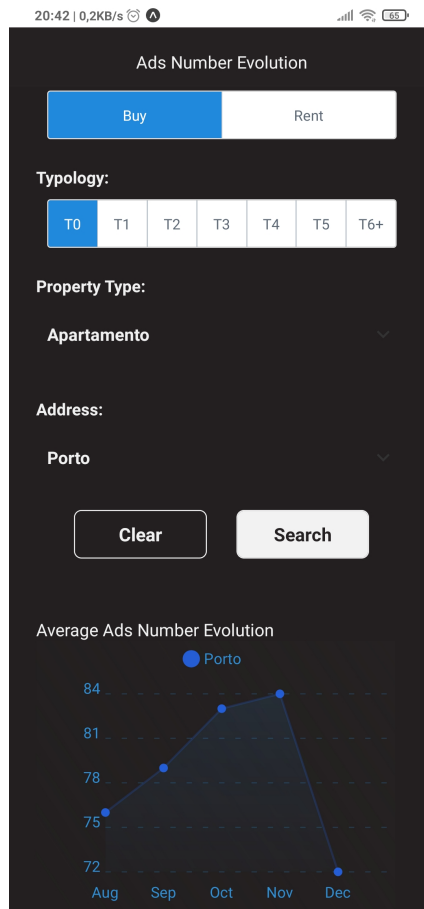 20:42 | 0,2KB/s
65
Ads Number Evolution
Buy Rent
Typology:
T0 T1 T2 T3 T4 T5 T6+
Property Type:
Apartamento
Address:
Porto
Clear Search
Average Ads Number Evolution
Porto
84
81
78
75
72
Aug Sep Oct Nov Dec